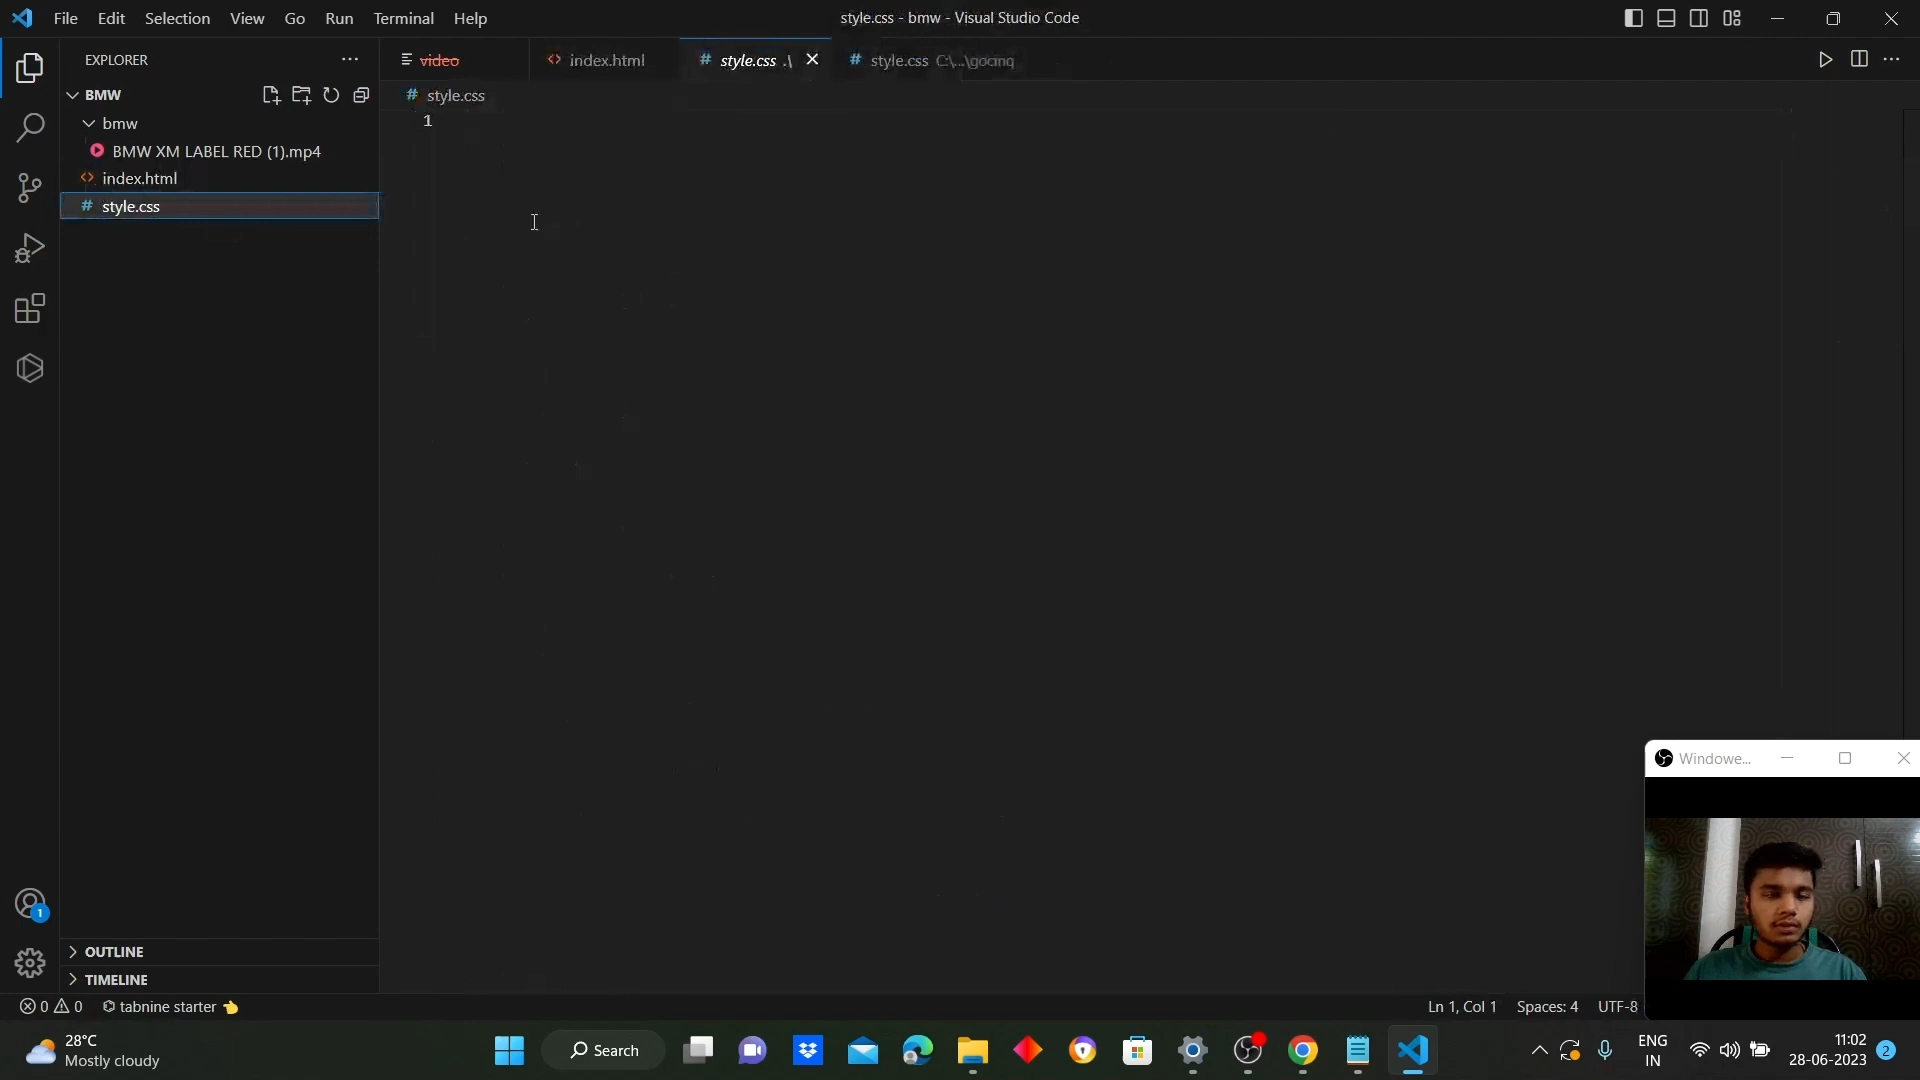 File Edit Selection View Go Run Terminal Help
style.css - bmw - Visual Studio Code
EXPLORER
video
index.html
style.css .\
style.css C:\...\gocinq
BMW
style.css
bmw
1
BMW XM LABEL RED (1).mp4
index.html
style.css
Windowe...
1
OUTLINE
TIMELINE
0 0 tabnine starter
Ln 1, Col 1 Spaces: 4 UTF-8
28°C
Mostly cloudy
Search
ENG
IN
11:02
28-06-2023
2